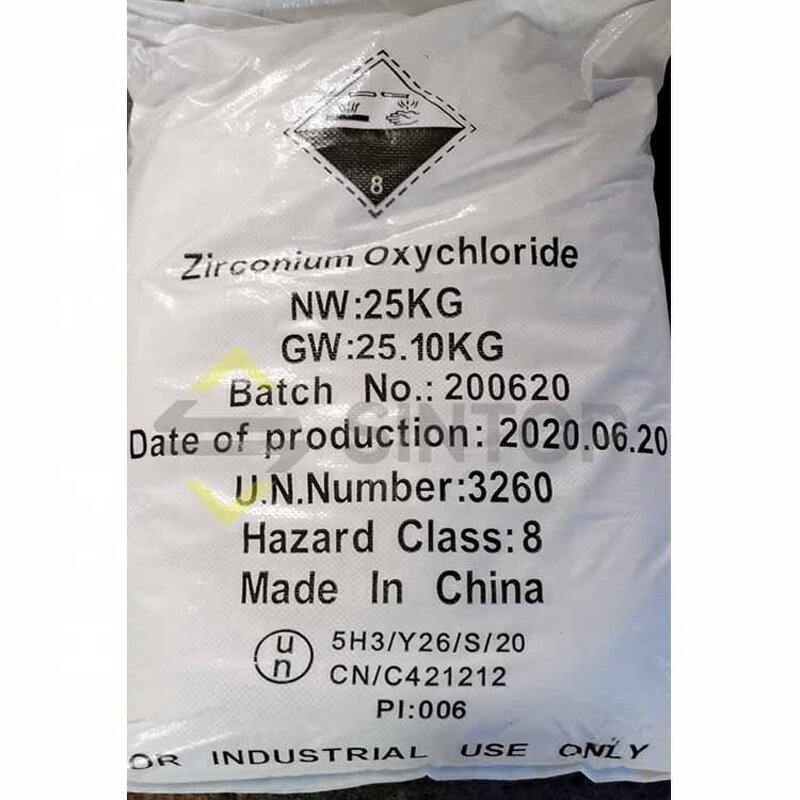 8
Zirconium Oxychloride
NW:25KG
GW:25.10KG
Batch No.: 200620
SINTOP
Date of production: 2020.06.20
U.N.Number:3260
Hazard Class:8
Made In China
un
5H3/Y26/S/20
CN/C421212
PI:006
OR INDUSTRIAL USE ONLY